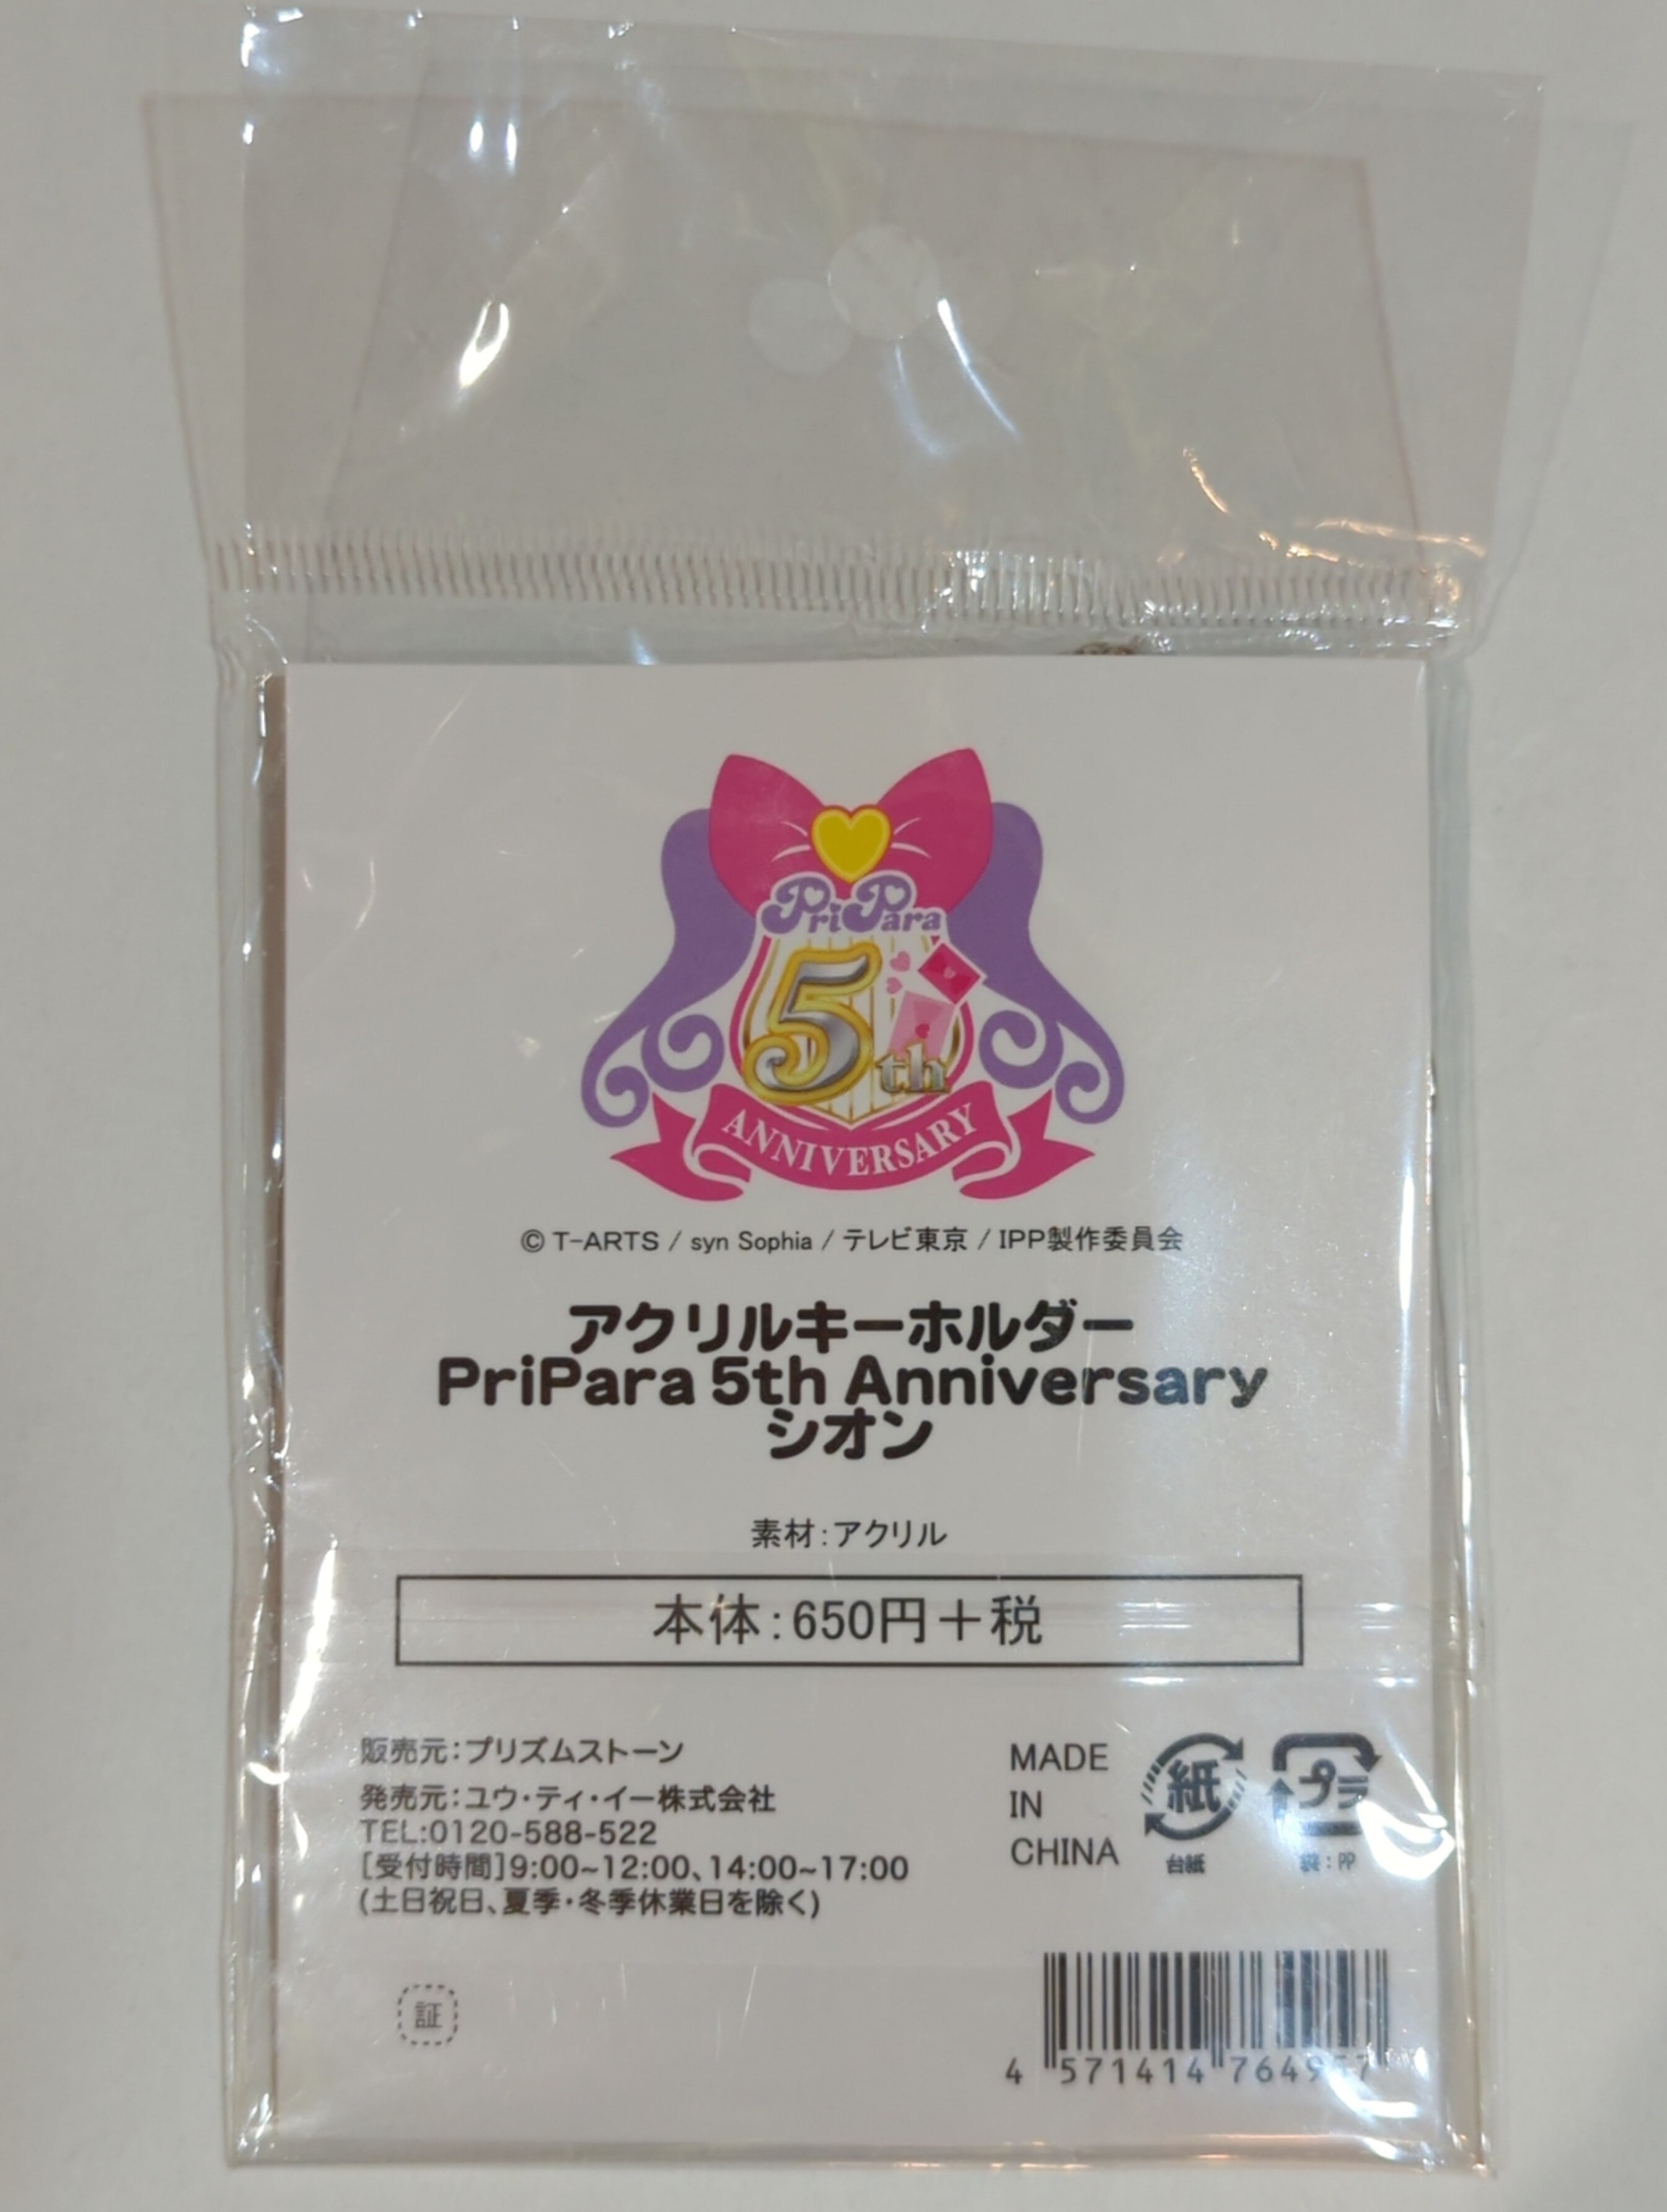 PriPara
5th
ANNIVERSARY
© T-ARTS / syn Sophia / テレビ東京 / IPP製作委員会
アクリルキーホルダー
PriPara 5th Anniversary
シオン
素材：アクリル
本体：650円＋税
販売元：プリズムストーン
発売元：ユウ・ティ・イー株式会社
TEL:0120-588-522
[受付時間]9:00~12:00、14:00~17:00
(土日祝日、夏季・冬季休業日を除く)
MADE
IN
CHINA
紙
台紙
プラ
袋：PP
証
4 571414